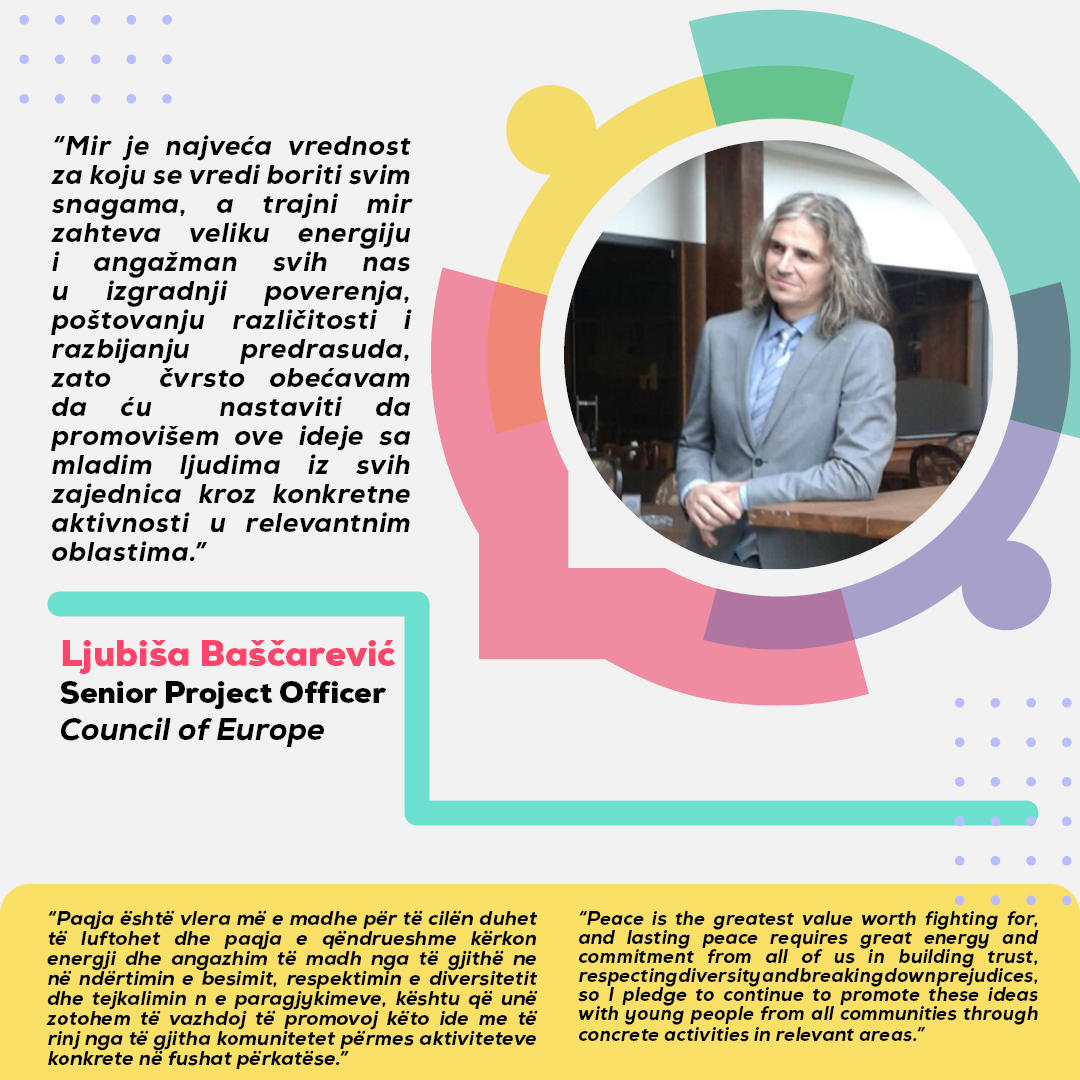 “Mir je najveća vrednost
za koju se vredi boriti svim
snagama, a trajni mir
zahteva veliku energiju
i angažman svih nas
u izgradnji poverenja,
poštovanju različitosti i
razbijanju predrasuda,
zato čvrsto obećavam
da ću nastaviti da
promovišem ove ideje sa
mladim ljudima iz svih
zajednica kroz konkretne
aktivnosti u relevantnim
oblastima.”
Ljubiša Baščarević
Senior Project Officer
Council of Europe
“Paqja është vlera më e madhe për të cilën duhet
të luftohet dhe paqja e qëndrueshme kërkon
energji dhe angazhim të madh nga të gjithë ne
në ndërtimin e besimit, respektimin e diversitetit
dhe tejkalimin n e paragjykimeve, kështu që unë
zotohem të vazhdoj të promovoj këto ide me të
rinj nga të gjitha komunitetet përmes aktiviteteve
konkrete në fushat përkatëse.”
“Peace is the greatest value worth fighting for,
and lasting peace requires great energy and
commitment from all of us in building trust,
respecting diversity and breaking down prejudices,
so I pledge to continue to promote these ideas
with young people from all communities through
concrete activities in relevant areas.”